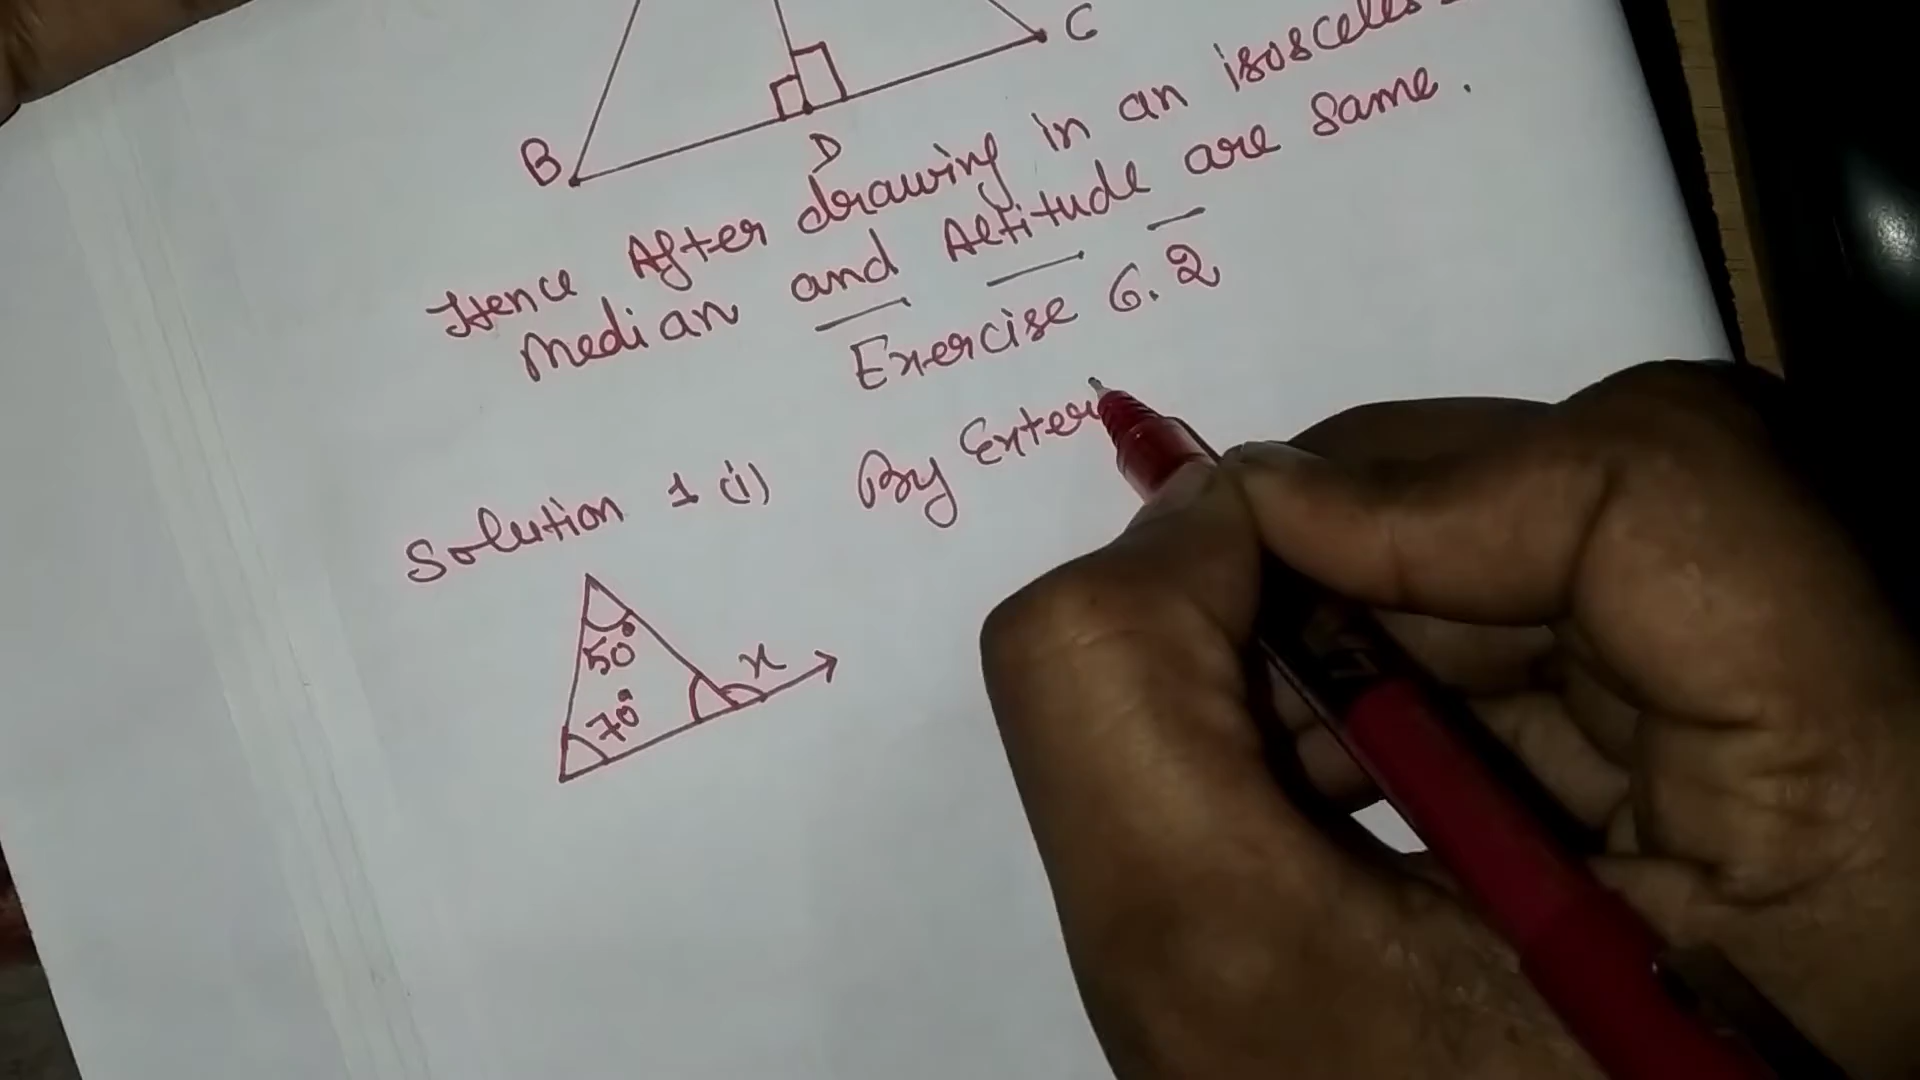 C
B
D
Hence After drawing in an isosceles
Median and Altitude are Same.
Exercise 6.2
Solution 1 (i) By Exter
50°
x
70°